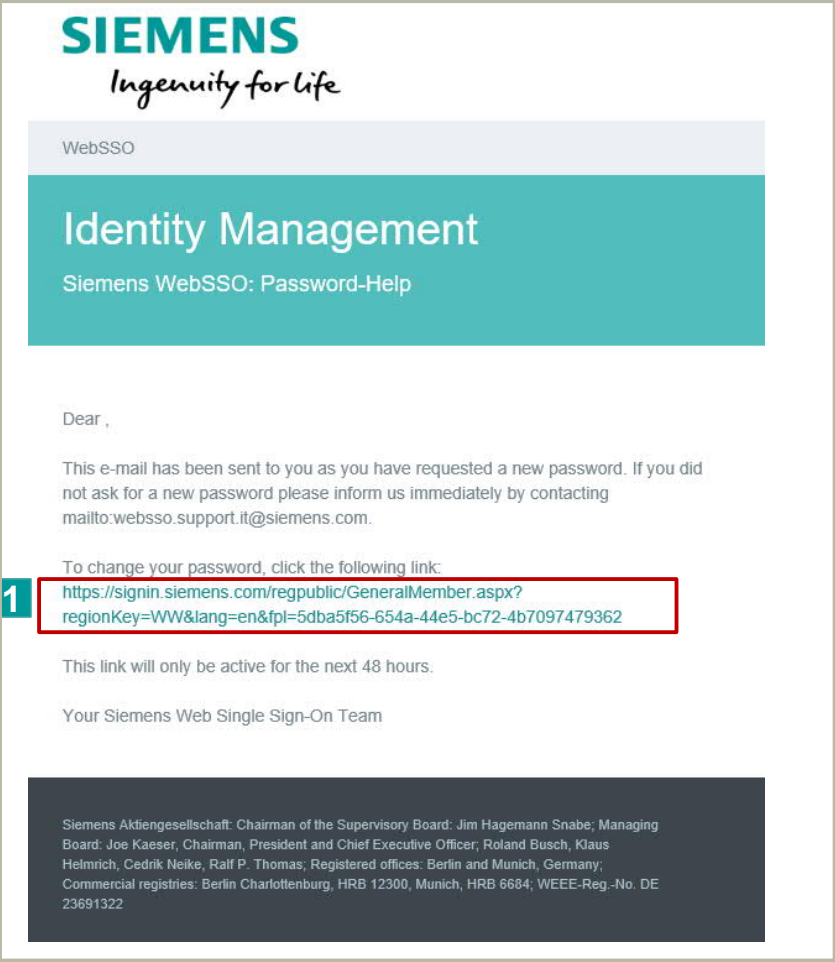 SIEMENS
Ingenuity for life
WebSSO
Identity Management
Siemens WebSSO: Password-Help
Dear ,
This e-mail has been sent to you as you have requested a new password. If you did
not ask for a new password please inform us immediately by contacting
mailto:websso.support.it@siemens.com.
To change your password, click the following link:
1
https://signin.siemens.com/regpublic/GeneralMember.aspx?
regionKey=WW&lang=en&fpl=5dba5f56-654a-44e5-bc72-4b7097479362
This link will only be active for the next 48 hours.
Your Siemens Web Single Sign-On Team
Siemens Aktiengesellschaft: Chairman of the Supervisory Board: Jim Hagemann Snabe; Managing
Board: Joe Kaeser, Chairman, President and Chief Executive Officer; Roland Busch, Klaus
Helmrich, Cedrik Neike, Ralf P. Thomas; Registered offices: Berlin and Munich, Germany;
Commercial registries: Berlin Charlottenburg, HRB 12300, Munich, HRB 6684; WEEE-Reg.-No. DE
23691322